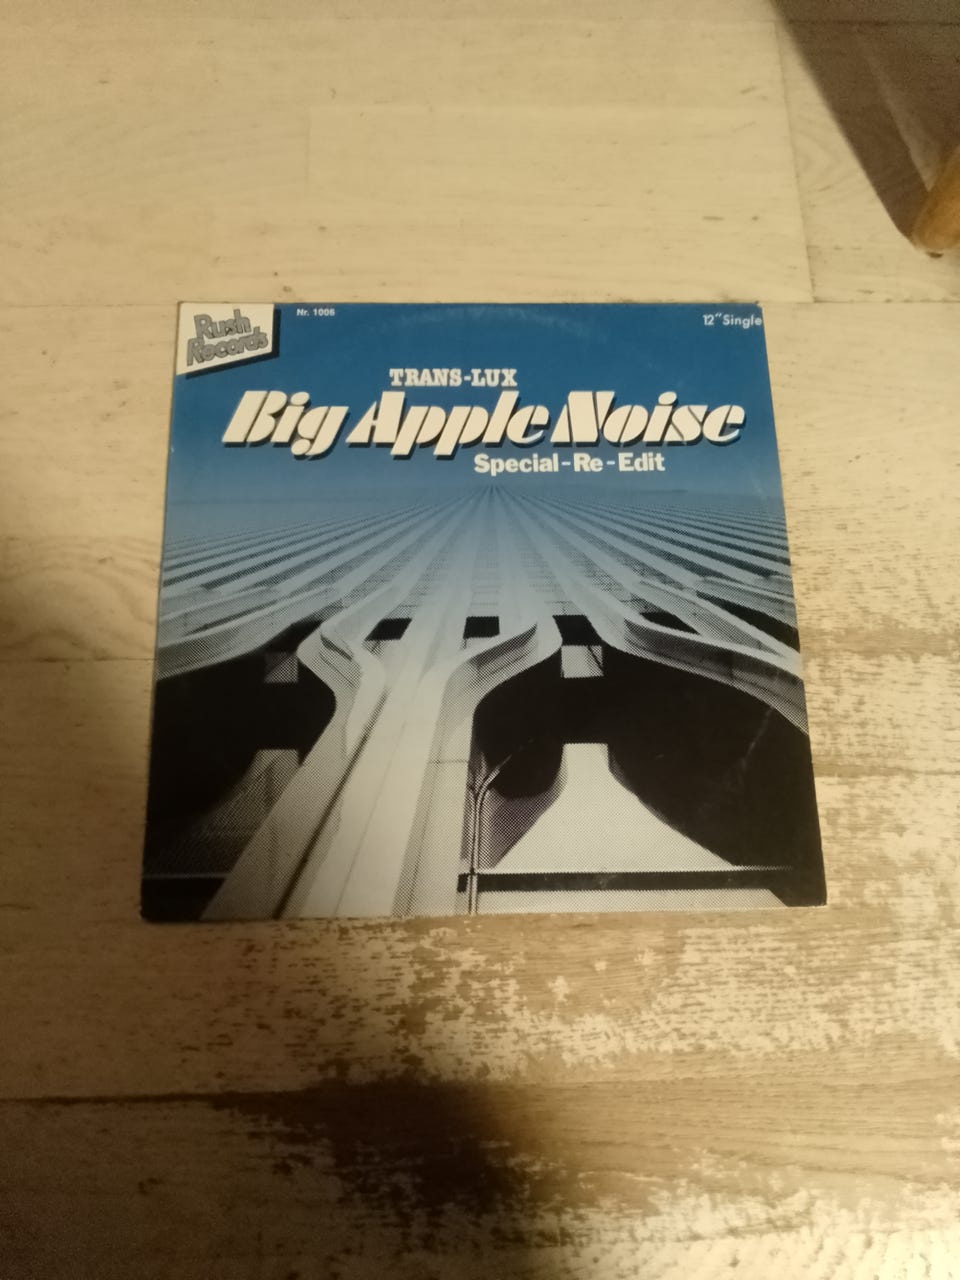 Rush
Records
Nr. 1006
12" Single
TRANS-LUX
Big Apple Noise
Special-Re-Edit